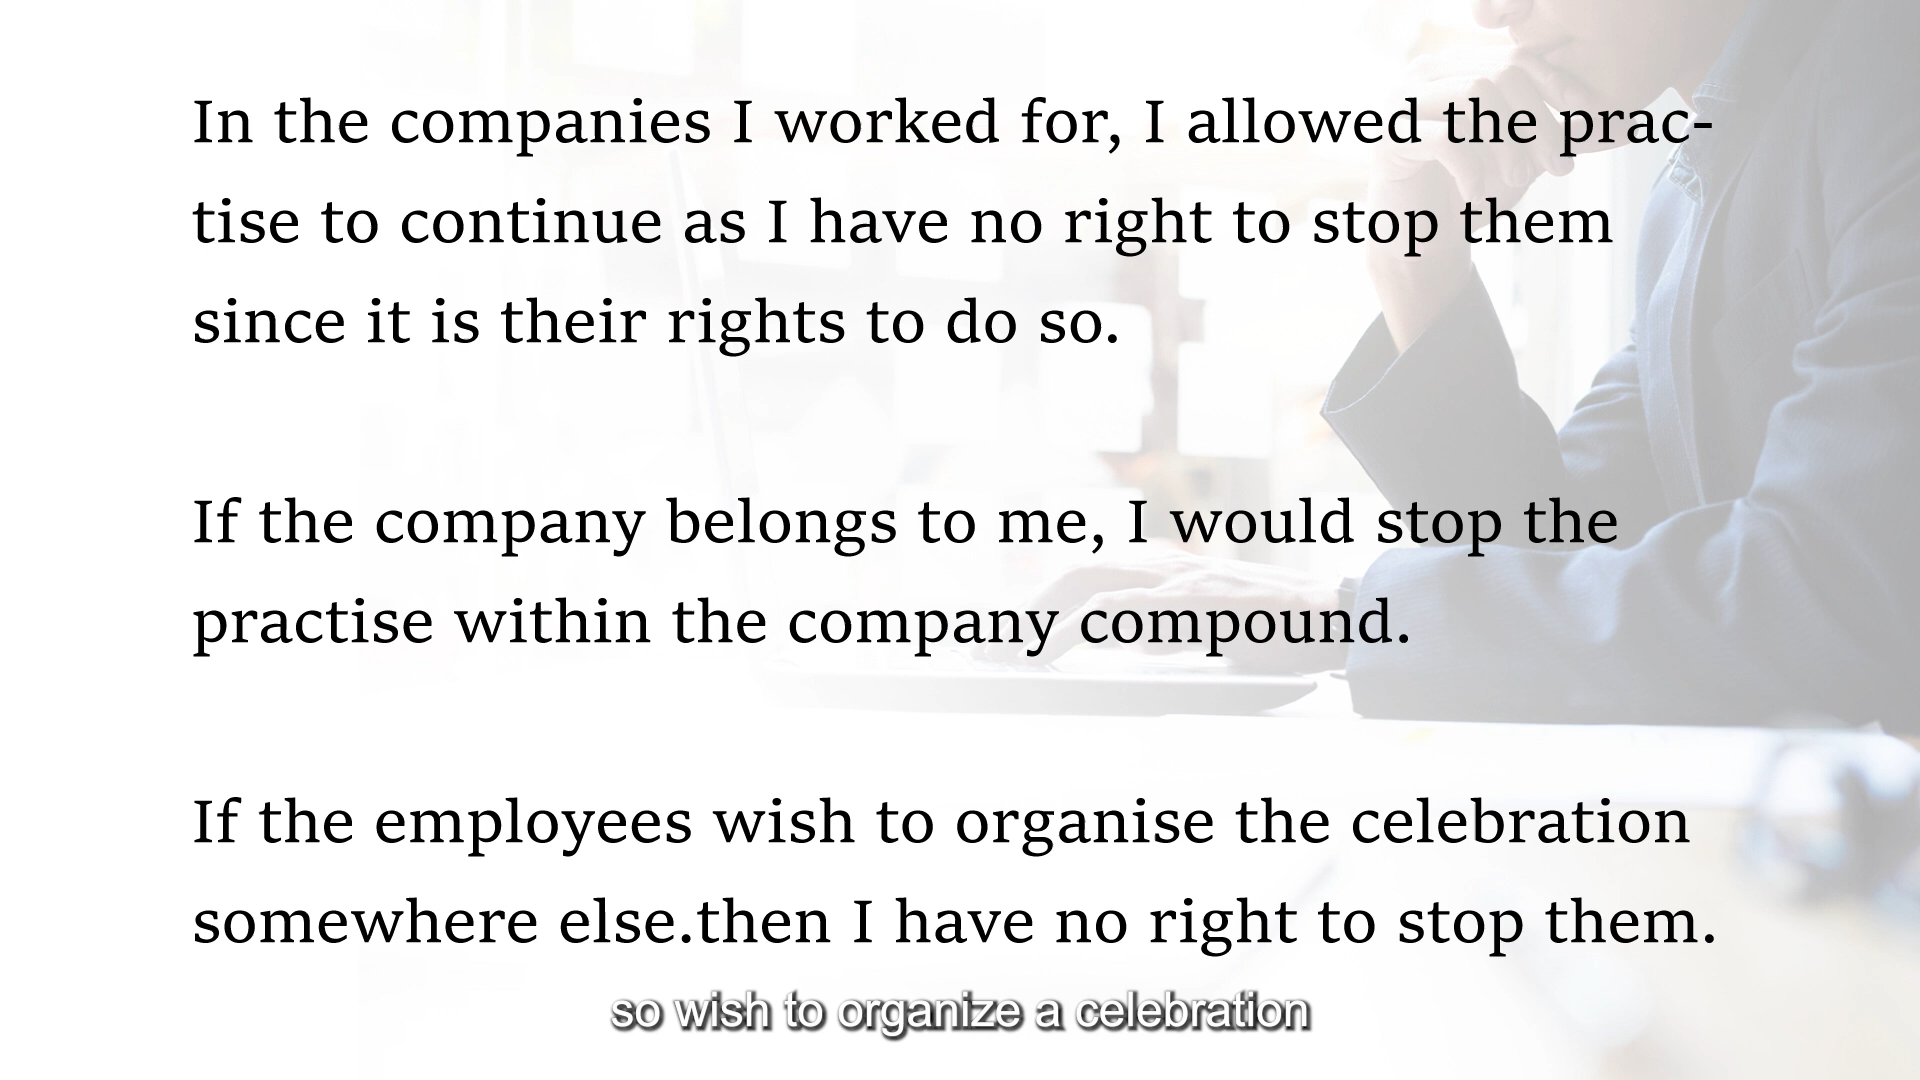 In the companies I worked for, I allowed the prac-
tise to continue as I have no right to stop them
since it is their rights to do so.
If the company belongs to me, I would stop the
practise within the company compound.
If the employees wish to organise the celebration
somewhere else.then I have no right to stop them.
so wish to organize a celebration